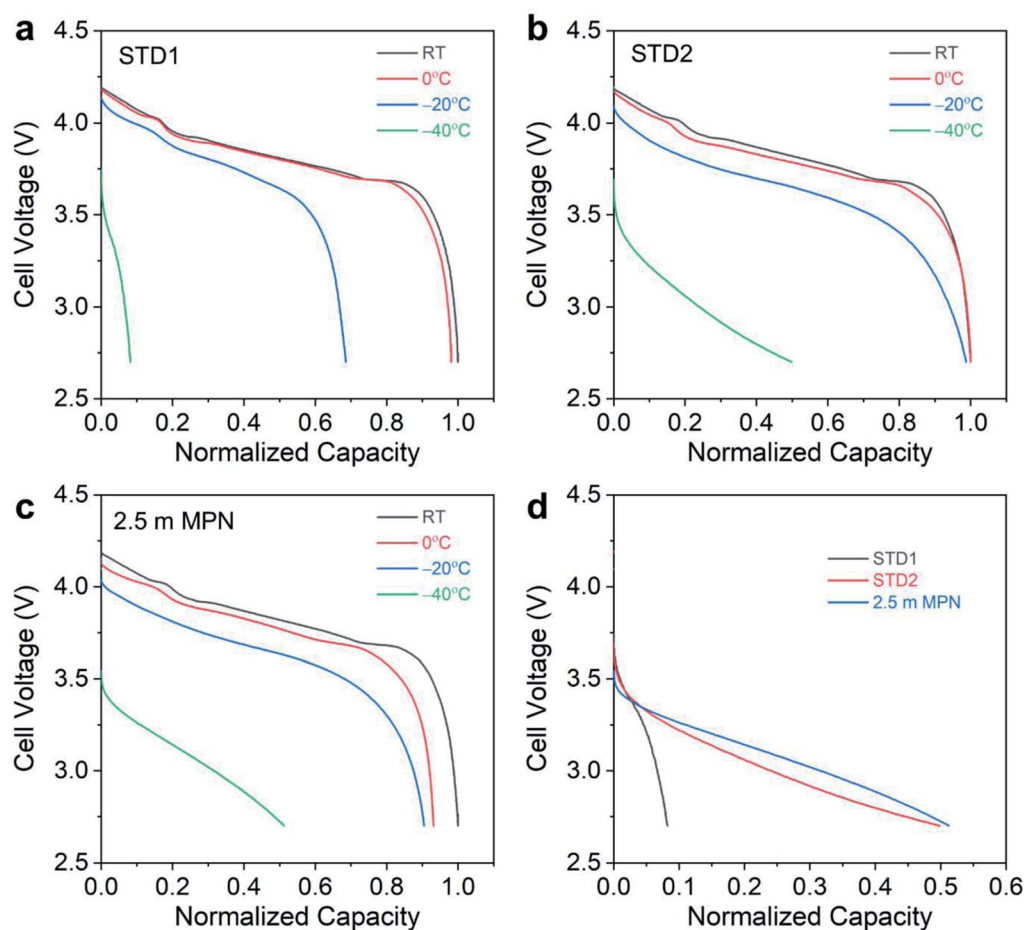 a
STD1
RT
0°C
–20°C
–40°C
4.5
4.0
3.5
3.0
2.5
Cell Voltage (V)
0.0 0.2 0.4 0.6 0.8 1.0
Normalized Capacity
b
STD2
RT
0°C
–20°C
–40°C
4.5
4.0
3.5
3.0
2.5
Cell Voltage (V)
0.0 0.2 0.4 0.6 0.8 1.0
Normalized Capacity
c
2.5 m MPN
RT
0°C
–20°C
–40°C
4.5
4.0
3.5
3.0
2.5
Cell Voltage (V)
0.0 0.2 0.4 0.6 0.8 1.0
Normalized Capacity
d
STD1
STD2
2.5 m MPN
4.5
4.0
3.5
3.0
2.5
Cell Voltage (V)
0.0 0.1 0.2 0.3 0.4 0.5 0.6
Normalized Capacity